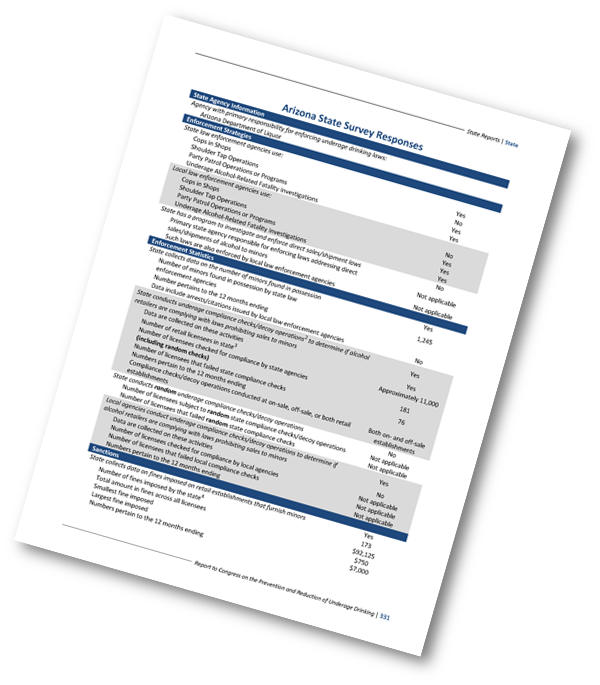 State Reports | State
Arizona State Survey Responses
State Agency Information
Agency with primary responsibility for enforcing underage drinking laws:
Arizona Department of Liquor
Enforcement Strategies
State law enforcement agencies use:
Cops in Shops Yes
Shoulder Tap Operations No
Party Patrol Operations or Programs Yes
Underage Alcohol-Related Fatality Investigations Yes
Local law enforcement agencies use:
Cops in Shops No
Shoulder Tap Operations Yes
Party Patrol Operations or Programs Yes
Underage Alcohol-Related Fatality Investigations Yes
State has a program to investigate and enforce direct sales/shipment laws No
Primary state agency responsible for enforcing laws addressing direct
sales/shipments of alcohol to minors Not applicable
Such laws are also enforced by local law enforcement agencies Not applicable
Enforcement Statistics
State collects data on the number of minors found in possession Yes
Number of minors found in possession by state law
enforcement agencies 1,245
Number pertains to the 12 months ending
Data include arrests/citations issued by local law enforcement agencies No
State conducts underage compliance checks/decoy operations² to determine if alcohol
retailers are complying with laws prohibiting sales to minors Yes
Data are collected on these activities Yes
Number of retail licensees in state³ Approximately 11,000
Number of licensees checked for compliance by state agencies
(including random checks) 181
Number of licensees that failed state compliance checks 76
Numbers pertain to the 12 months ending
Compliance checks/decoy operations conducted at on-sale, off-sale, or both retail
establishments Both on- and off-sale
establishments
State conducts random underage compliance checks/decoy operations No
Number of licensees subject to random state compliance checks/decoy operations Not applicable
Number of licensees that failed random state compliance checks Not applicable
Local agencies conduct underage compliance checks/decoy operations to determine if
alcohol retailers are complying with laws prohibiting sales to minors Yes
Data are collected on these activities No
Number of licensees checked for compliance by local agencies Not applicable
Number of licensees that failed local compliance checks Not applicable
Numbers pertain to the 12 months ending Not applicable
Sanctions
State collects data on fines imposed on retail establishments that furnish minors Yes
Number of fines imposed by the state⁴ 173
Total amount in fines across all licensees $92,125
Smallest fine imposed $750
Largest fine imposed $7,000
Numbers pertain to the 12 months ending
Report to Congress on the Prevention and Reduction of Underage Drinking | 331